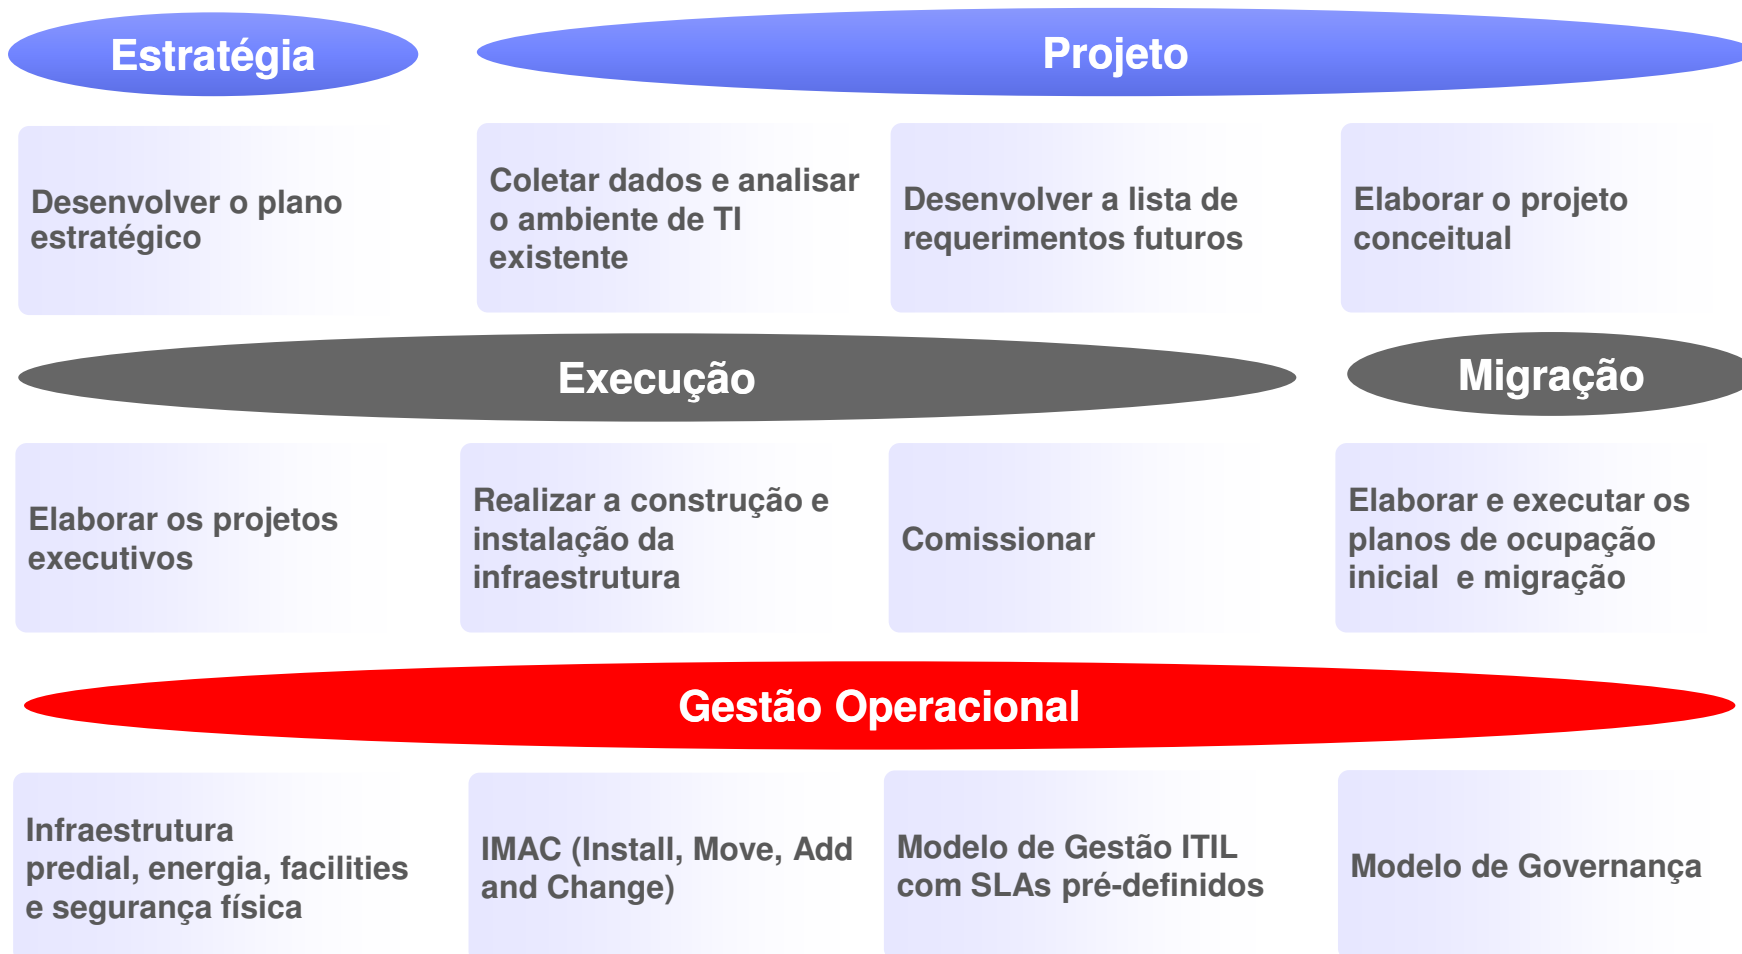 Estratégia
Projeto
Desenvolver o plano
estratégico
Coletar dados e analisar
o ambiente de TI
existente
Desenvolver a lista de
requerimentos futuros
Elaborar o projeto
conceitual
Execução
Migração
Elaborar os projetos
executivos
Realizar a construção e
instalação da
infraestrutura
Comissionar
Elaborar e executar os
planos de ocupação
inicial e migração
Gestão Operacional
Infraestrutura
predial, energia, facilities
e segurança física
IMAC (Install, Move, Add
and Change)
Modelo de Gestão ITIL
com SLAs pré-definidos
Modelo de Governança